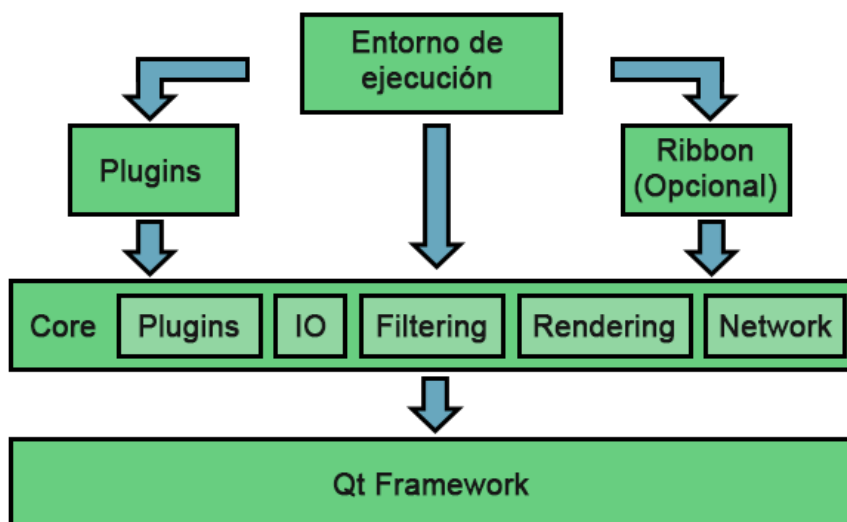 Entorno de
ejecución
Plugins
Ribbon
(Opcional)
Core
Plugins
IO
Filtering
Rendering
Network
Qt Framework